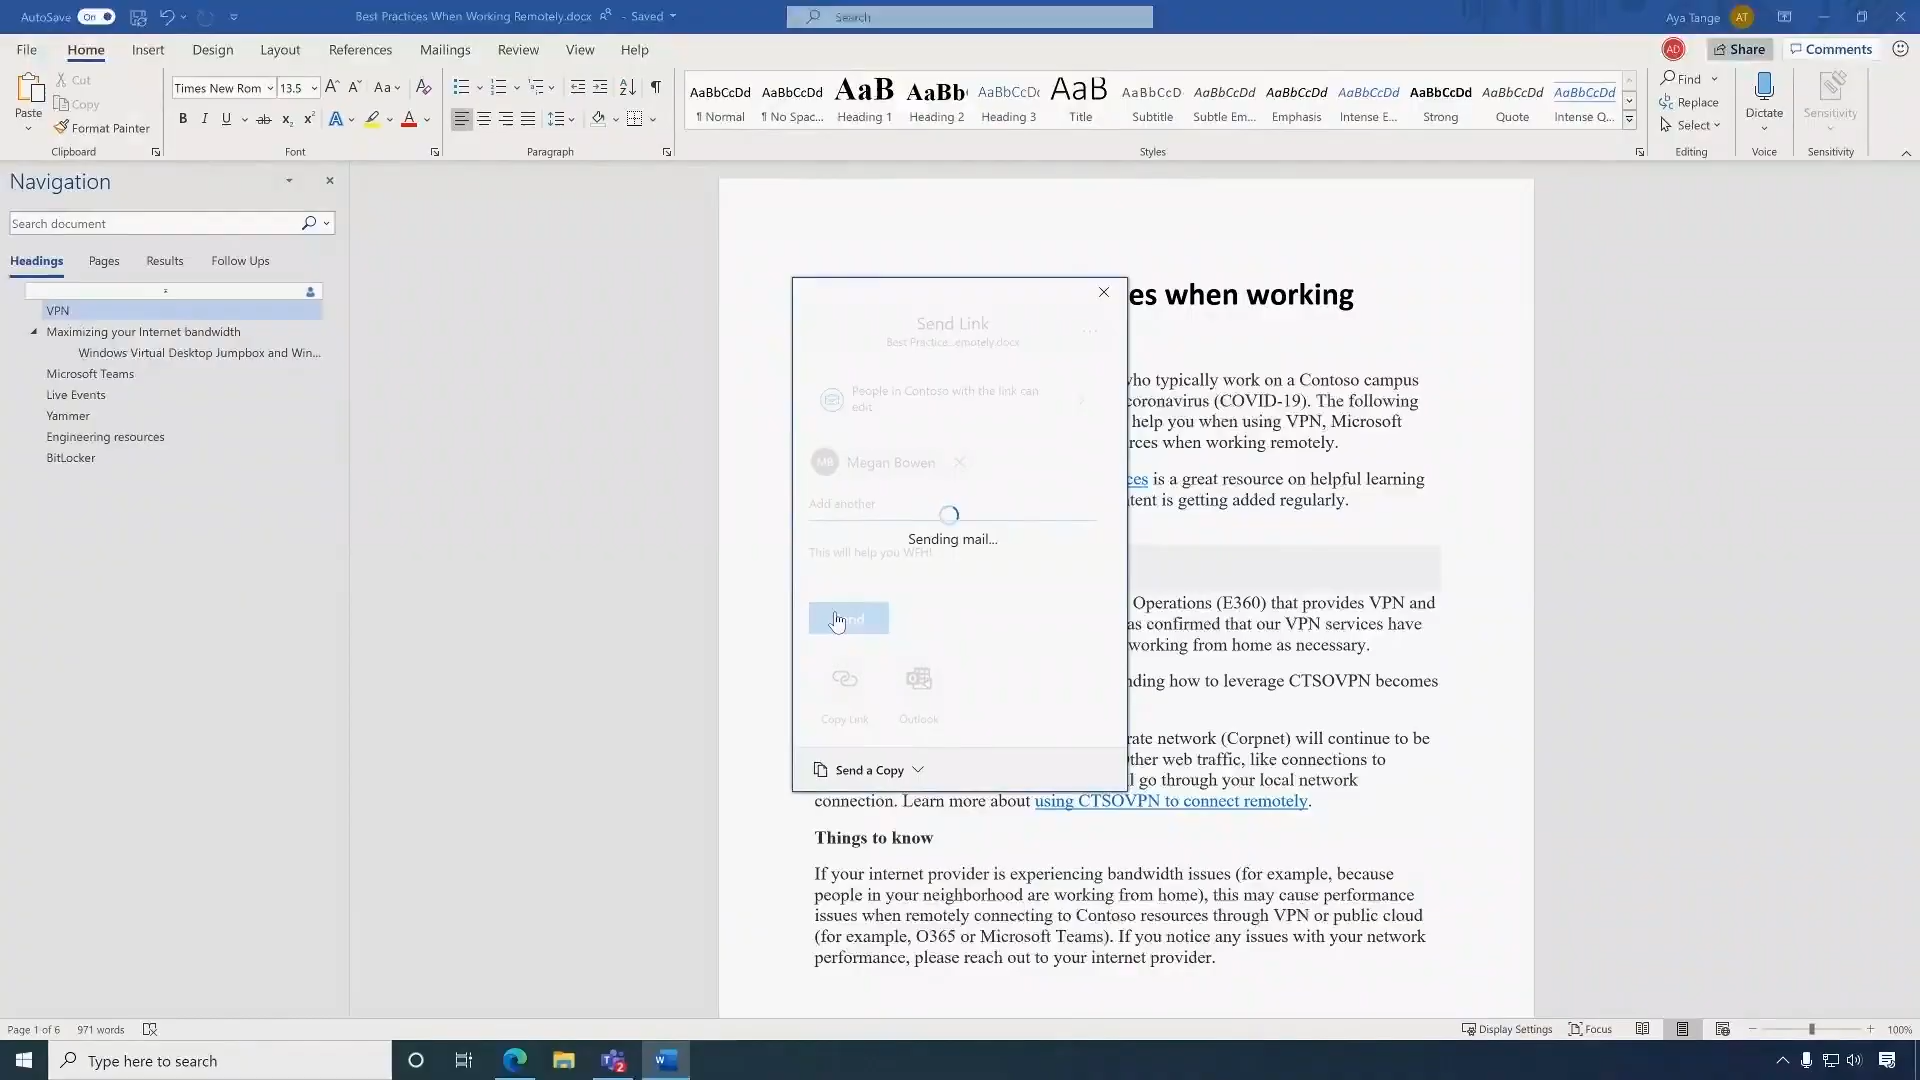 AutoSave On Best Practices When Working Remotely.docx - Saved Search Aya Tange AT
File Home Insert Design Layout References Mailings Review View Help AD Share Comments
Paste Cut Copy Format Painter Clipboard
Times New Rom 13.5 Aa
B I U ab x₂ x² A A
Font
Paragraph
AaBbCcDd AaBbCcDd AaB AaBb AaBbCcDc AaB AaBbCcD AaBbCcDd AaBbCcDd AaBbCcDd AaBbCcDd AaBbCcDd AaBbCcDd
¶ Normal ¶ No Spac... Heading 1 Heading 2 Heading 3 Title Subtitle Subtle Em... Emphasis Intense E... Strong Quote Intense Q...
Styles
Find Replace Select Editing
Dictate Voice
Sensitivity Sensitivity
Navigation
Search document
Headings Pages Results Follow Ups
VPN
Maximizing your Internet bandwidth
Windows Virtual Desktop Jumpbox and Win...
Microsoft Teams
Live Events
Yammer
Engineering resources
BitLocker
Send Link
Best Practice...emotely.docx
People in Contoso with the link can
edit
MB Megan Bowen
Add another
Sending mail...
This will help you WFH!
Copy Link Outlook
Send a Copy
es when working
who typically work on a Contoso campus
coronavirus (COVID-19). The following
help you when using VPN, Microsoft
rces when working remotely.
ces is a great resource on helpful learning
tent is getting added regularly.
Operations (E360) that provides VPN and
as confirmed that our VPN services have
working from home as necessary.
nding how to leverage CTSOVPN becomes
rate network (Corpnet) will continue to be
ther web traffic, like connections to
l go through your local network
connection. Learn more about using CTSOVPN to connect remotely.
Things to know
If your internet provider is experiencing bandwidth issues (for example, because
people in your neighborhood are working from home), this may cause performance
issues when remotely connecting to Contoso resources through VPN or public cloud
(for example, O365 or Microsoft Teams). If you notice any issues with your network
performance, please reach out to your internet provider.
Page 1 of 6 971 words Display Settings Focus 100%
Type here to search 2